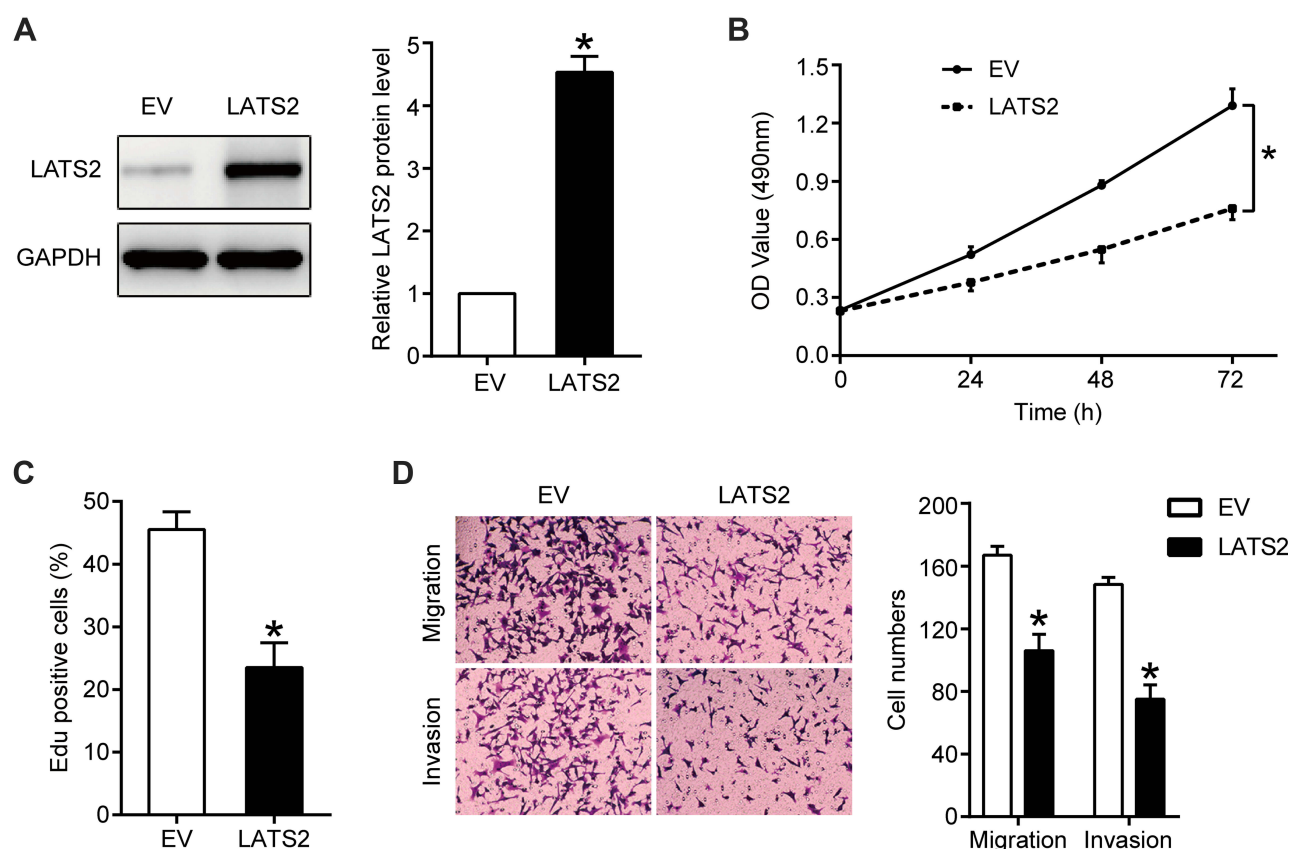 A
EV LATS2
LATS2
GAPDH
Relative LATS2 protein level
5
4
3
2
1
0
*
EV LATS2
B
OD Value (490nm)
1.5
1.2
0.9
0.6
0.3
0.0
EV
LATS2
*
0 24 48 72
Time (h)
C
Edu positive cells (%)
50
40
30
20
10
0
*
EV LATS2
D
EV LATS2
Migration
Invasion
Cell numbers
200
160
120
80
40
0
EV
LATS2
*
*
Migration Invasion